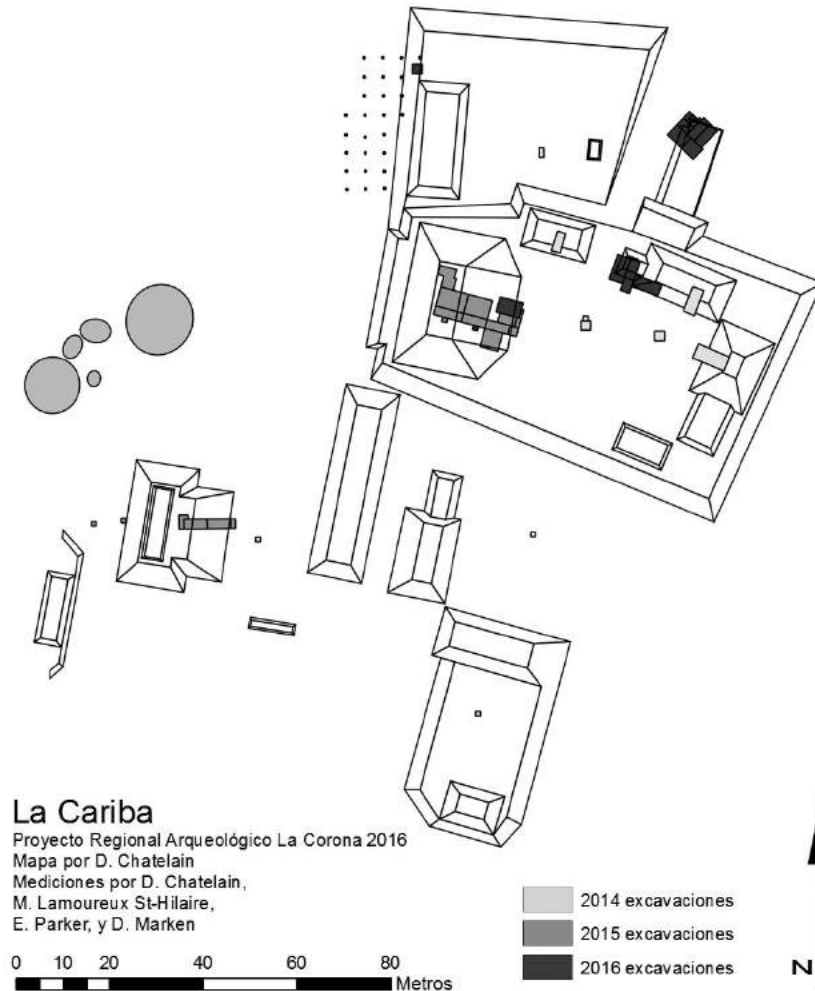 La Cariba
Proyecto Regional Arqueológico La Corona 2016
Mapa por D. Chatelain
Mediciones por D. Chatelain,
M. Lamoureux St-Hilaire,
E. Parker, y D. Marken
0 10 20 40 60 80
Metros
2014 excavaciones
2015 excavaciones
2016 excavaciones
N